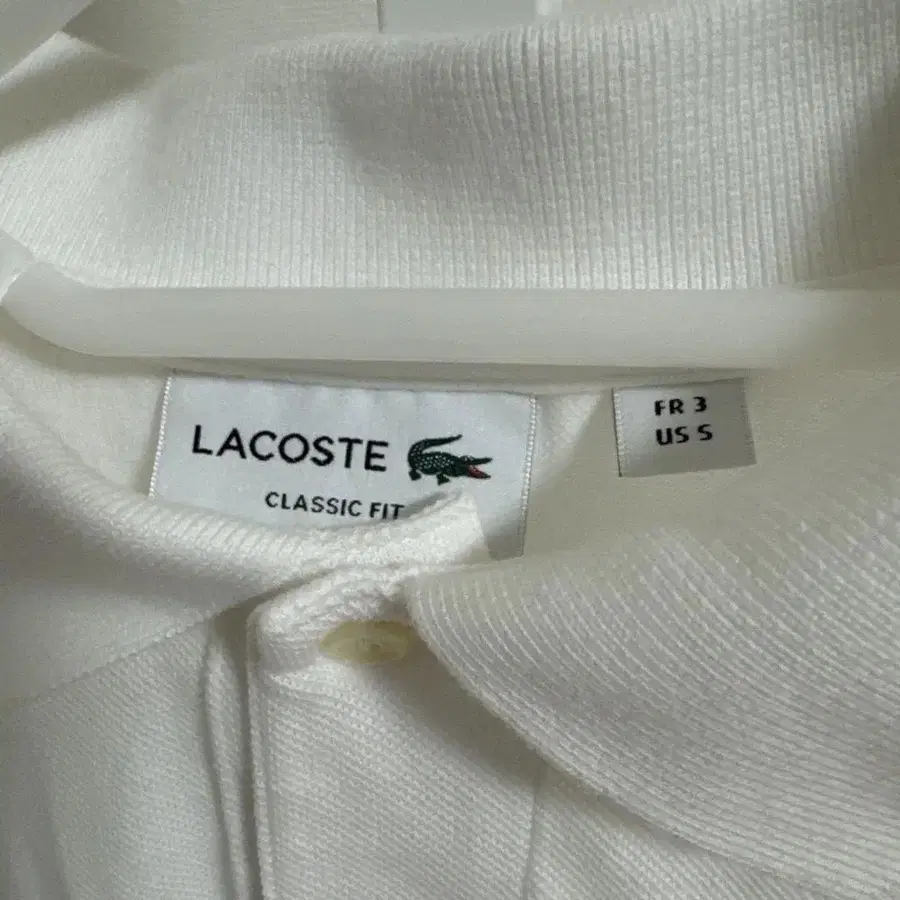 LACOSTE
CLASSIC FIT
FR 3
US S